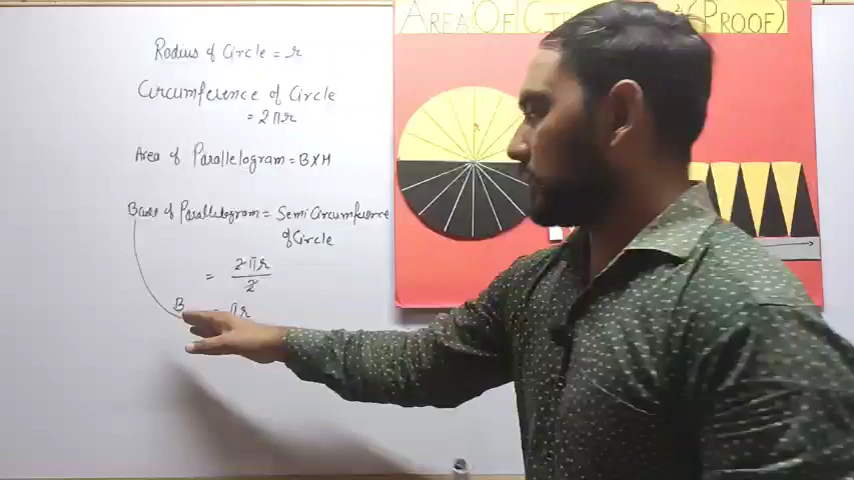 Radius of Circle = r
Circumference of Circle
= 2πr
Area of Parallelogram = B×H
Base of Parallelogram = Semi Circumference
of Circle
= 2πr / 2
B = πr
AREA OF (PROOF)
r